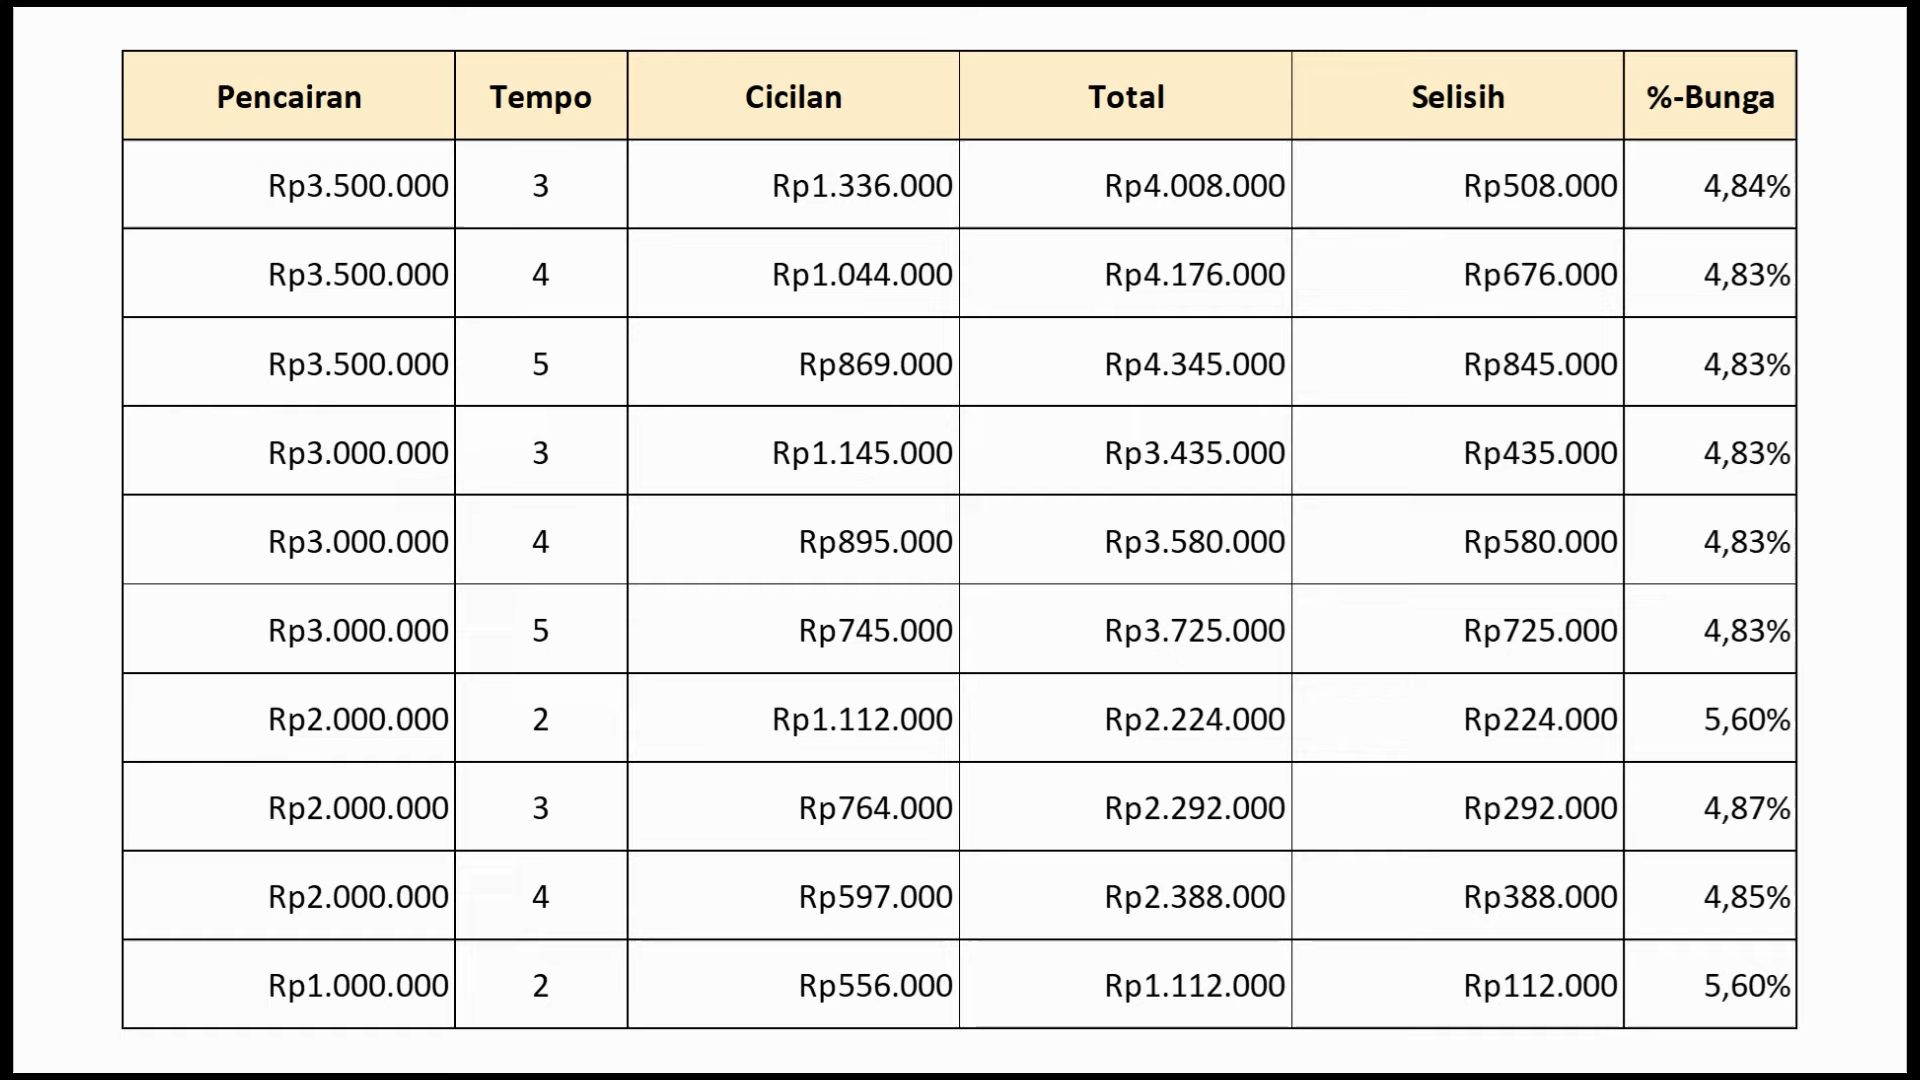 Pencairan Tempo Cicilan Total Selisih %-Bunga
Rp3.500.000 3 Rp1.336.000 Rp4.008.000 Rp508.000 4,84%
Rp3.500.000 4 Rp1.044.000 Rp4.176.000 Rp676.000 4,83%
Rp3.500.000 5 Rp869.000 Rp4.345.000 Rp845.000 4,83%
Rp3.000.000 3 Rp1.145.000 Rp3.435.000 Rp435.000 4,83%
Rp3.000.000 4 Rp895.000 Rp3.580.000 Rp580.000 4,83%
Rp3.000.000 5 Rp745.000 Rp3.725.000 Rp725.000 4,83%
Rp2.000.000 2 Rp1.112.000 Rp2.224.000 Rp224.000 5,60%
Rp2.000.000 3 Rp764.000 Rp2.292.000 Rp292.000 4,87%
Rp2.000.000 4 Rp597.000 Rp2.388.000 Rp388.000 4,85%
Rp1.000.000 2 Rp556.000 Rp1.112.000 Rp112.000 5,60%